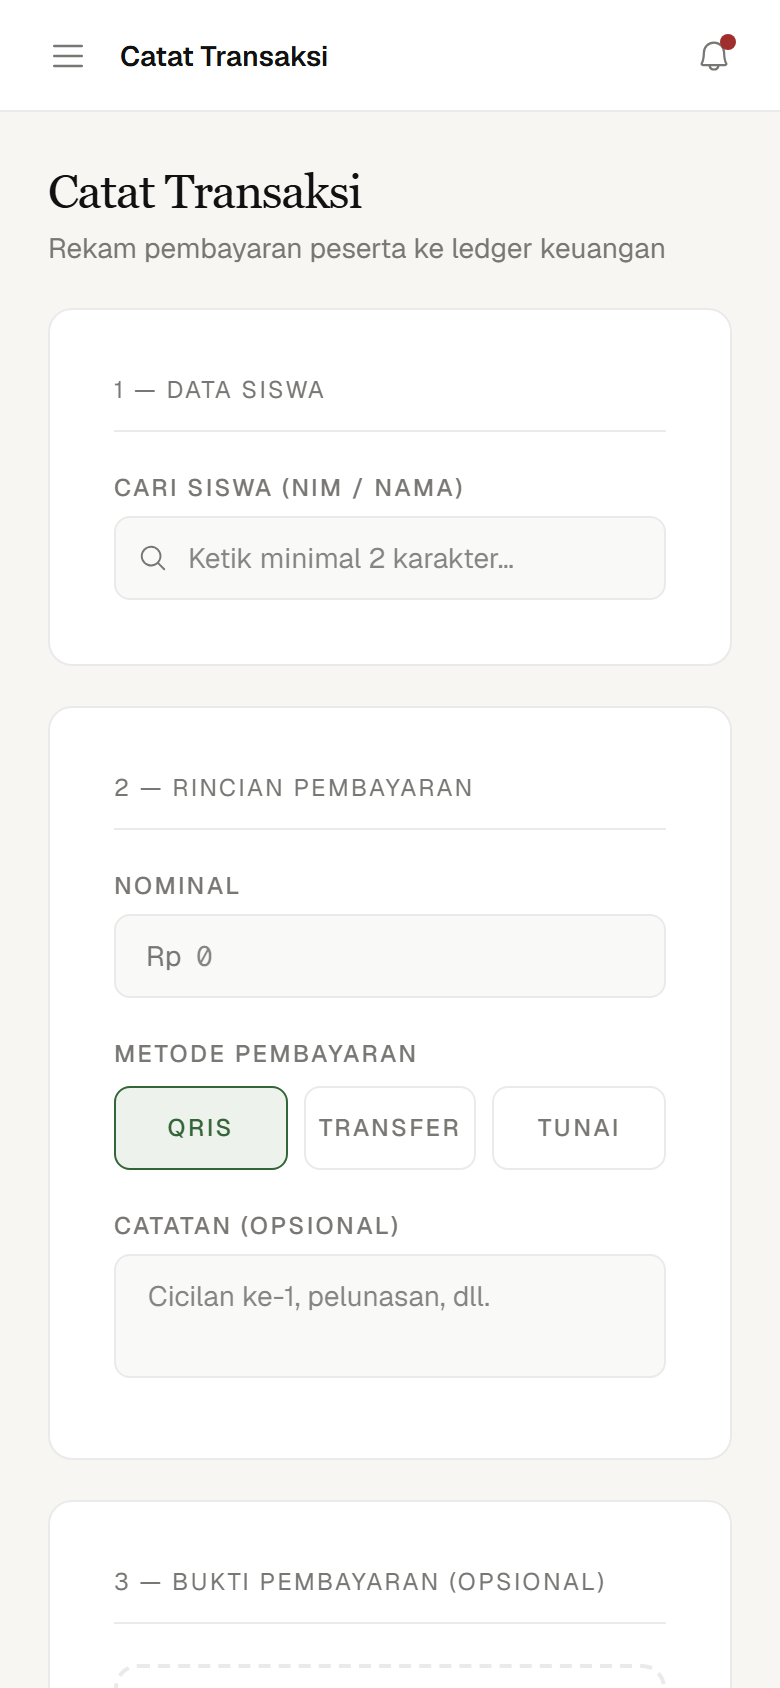 Catat Transaksi
Catat Transaksi
Rekam pembayaran peserta ke ledger keuangan
1 — DATA SISWA
CARI SISWA (NIM / NAMA)
Ketik minimal 2 karakter...
2 — RINCIAN PEMBAYARAN
NOMINAL
Rp 0
METODE PEMBAYARAN
QRIS TRANSFER TUNAI
CATATAN (OPSIONAL)
Cicilan ke-1, pelunasan, dll.
3 — BUKTI PEMBAYARAN (OPSIONAL)